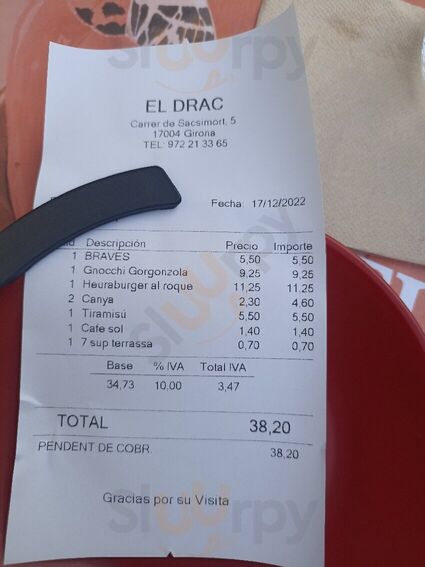 sluurpy
EL DRAC
Carrer de Sacsimort, 5
17004 Girona
TEL: 972 21 33 65
Fecha: 17/12/2022
Descripción Precio Importe
1 BRAVES 5,50 5,50
1 Gnocchi Gorgonzola 9,25 9,25
1 Heuraburger al roque 11,25 11,25
2 Canya 2,30 4,60
1 Tiramisú 5,50 5,50
1 Cafe sol 1,40 1,40
1 7 sup terrassa 0,70 0,70
sluurpy
Base % IVA Total IVA
34,73 10,00 3,47
TOTAL 38,20
PENDENT DE COBR. 38,20
Gracias por su Visita
sluurpy